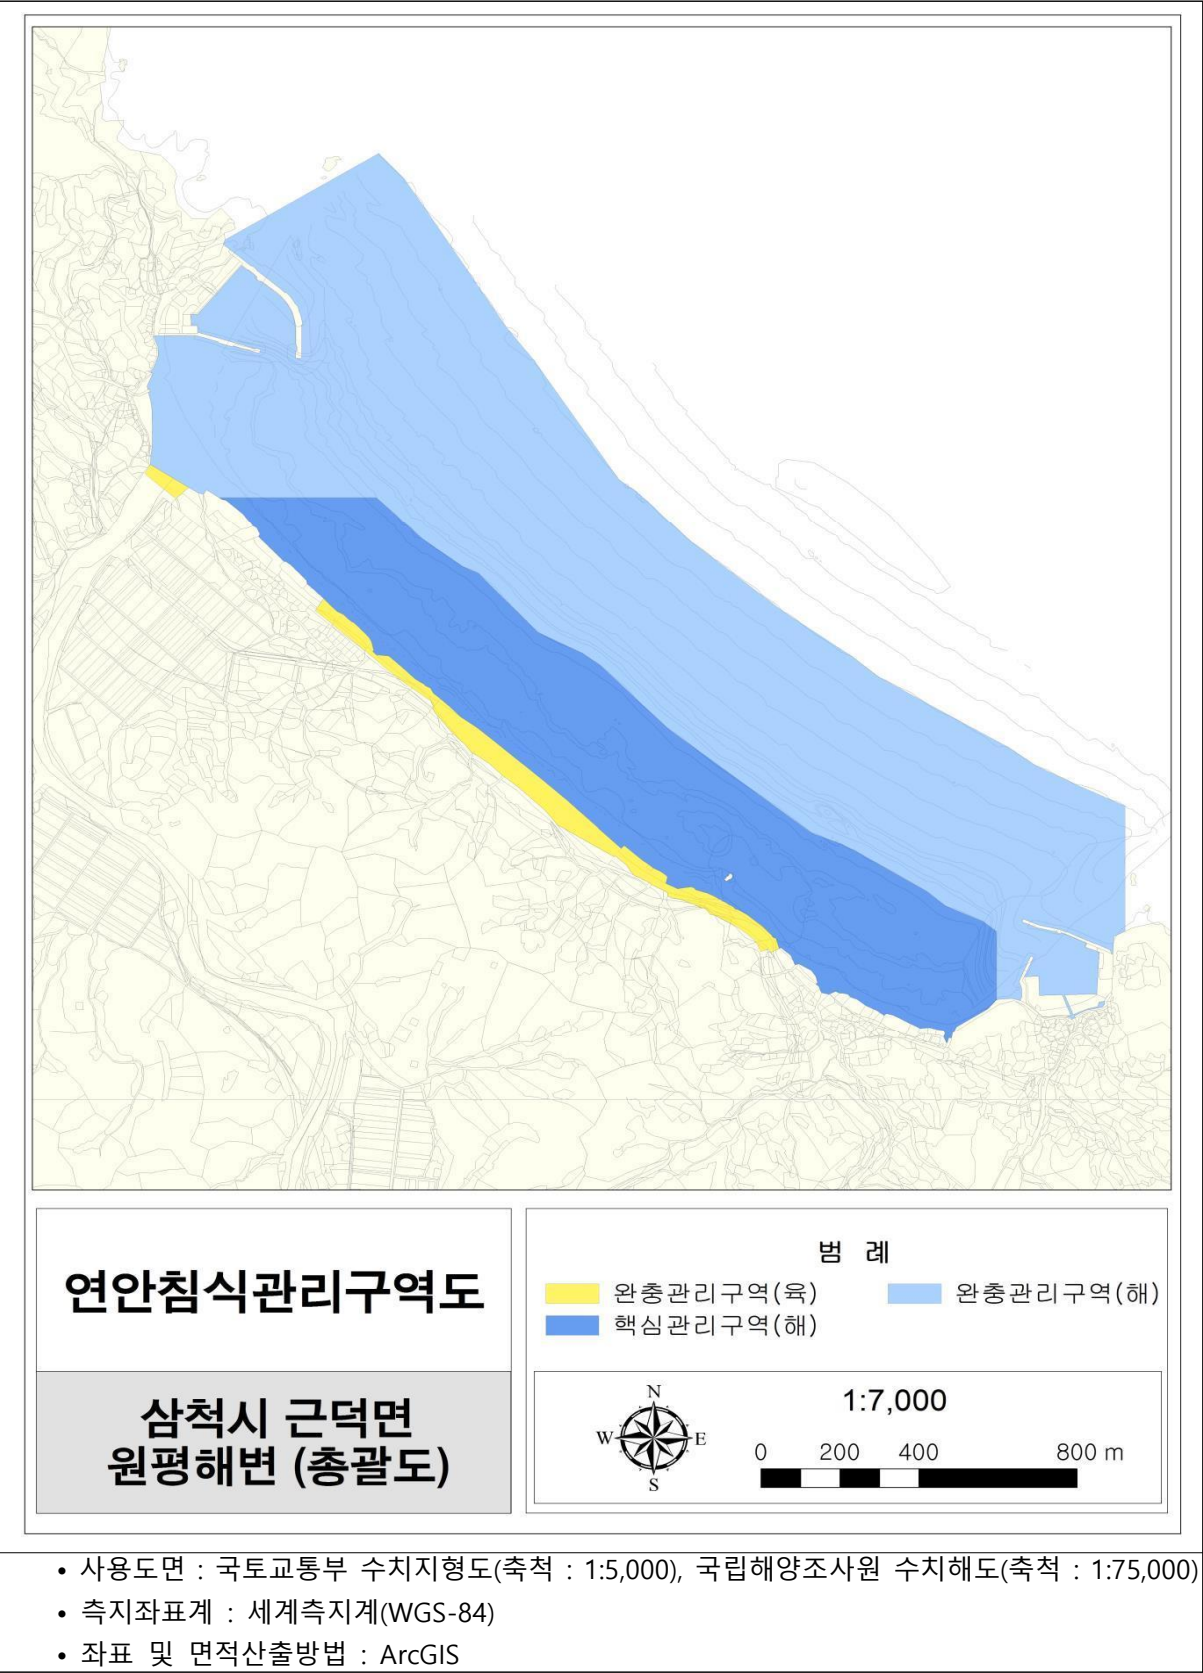 연안침식관리구역도
삼척시 근덕면
원평해변 (총괄도)
범 례
완충관리구역(육)
완충관리구역(해)
핵심관리구역(해)
N
W
E
S
1:7,000
0 200 400 800 m
• 사용도면 : 국토교통부 수치지형도(축척 : 1:5,000), 국립해양조사원 수치해도(축척 : 1:75,000)
• 측지좌표계 : 세계측지계(WGS-84)
• 좌표 및 면적산출방법 : ArcGIS